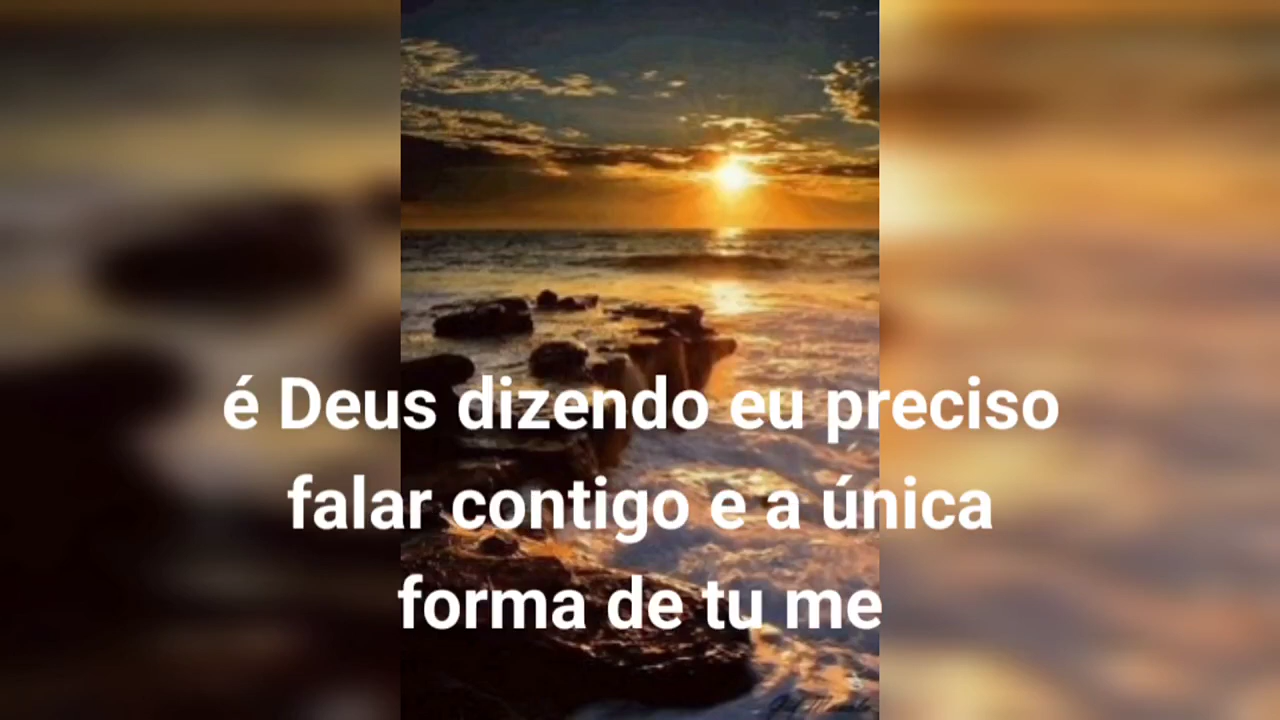 é Deus dizendo eu preciso
falar contigo e a única
forma de tu me